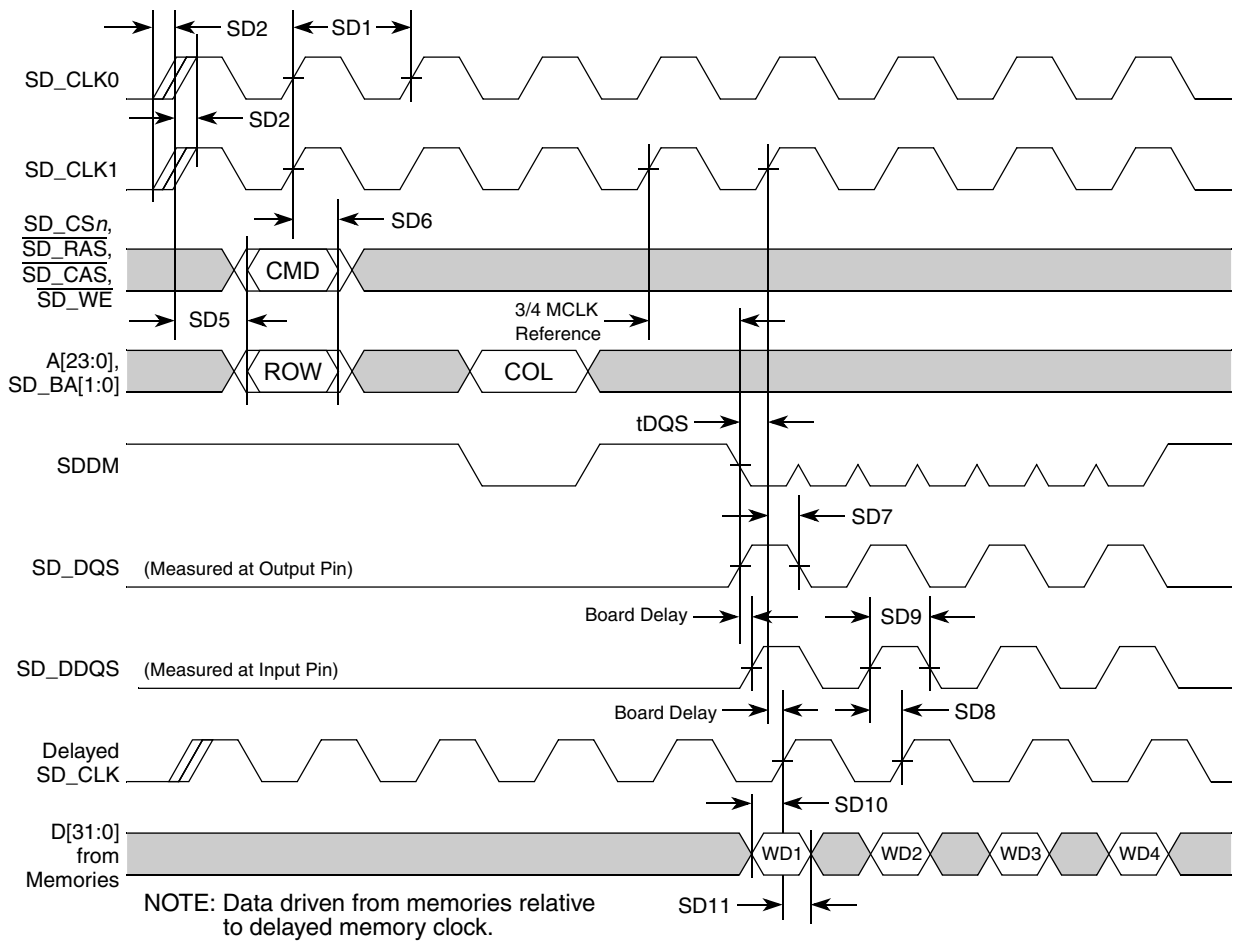 SD2
SD1
SD_CLK0
SD2
SD_CLK1
SD_CSn,
SD_RAS,
SD_CAS,
SD_WE
SD6
CMD
SD5
3/4 MCLK
Reference
A[23:0],
SD_BA[1:0]
ROW
COL
tDQS
SDDM
SD7
SD_DQS
(Measured at Output Pin)
Board Delay
SD9
SD_DDQS
(Measured at Input Pin)
Board Delay
SD8
Delayed
SD_CLK
SD10
D[31:0]
from
Memories
WD1
WD2
WD3
WD4
NOTE: Data driven from memories relative
to delayed memory clock.
SD11